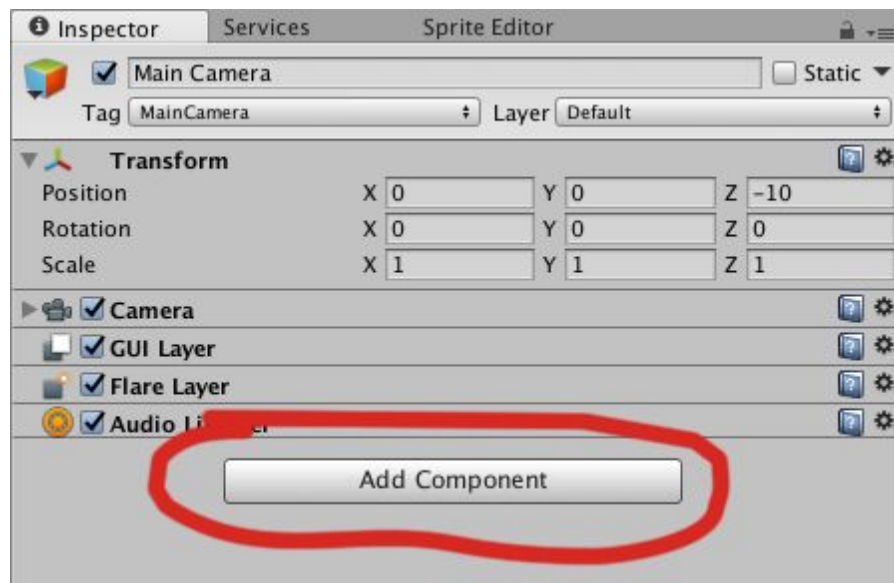 Inspector Services Sprite Editor
Main Camera Static
Tag MainCamera Layer Default
Transform
Position X 0 Y 0 Z -10
Rotation X 0 Y 0 Z 0
Scale X 1 Y 1 Z 1
Camera
GUI Layer
Flare Layer
Audio
Add Component